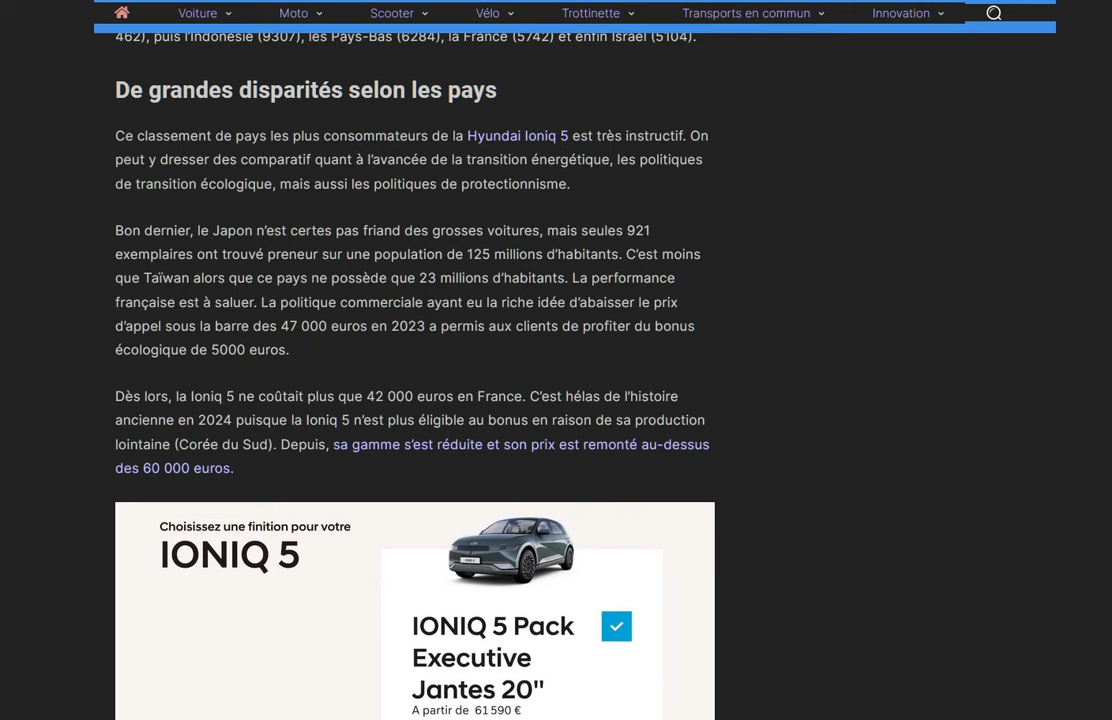 Voiture Moto Scooter Vélo Trottinette Transports en commun Innovation
462), puis l'Indonésie (9307), les Pays-Bas (6284), la France (5742) et enfin Israël (5104).
De grandes disparités selon les pays
Ce classement de pays les plus consommateurs de la Hyundai Ioniq 5 est très instructif. On
peut y dresser des comparatif quant à l'avancée de la transition énergétique, les politiques
de transition écologique, mais aussi les politiques de protectionnisme.
Bon dernier, le Japon n'est certes pas friand des grosses voitures, mais seules 921
exemplaires ont trouvé preneur sur une population de 125 millions d'habitants. C'est moins
que Taïwan alors que ce pays ne possède que 23 millions d'habitants. La performance
française est à saluer. La politique commerciale ayant eu la riche idée d'abaisser le prix
d'appel sous la barre des 47 000 euros en 2023 a permis aux clients de profiter du bonus
écologique de 5000 euros.
Dès lors, la Ioniq 5 ne coûtait plus que 42 000 euros en France. C'est hélas de l'histoire
ancienne en 2024 puisque la Ioniq 5 n'est plus éligible au bonus en raison de sa production
lointaine (Corée du Sud). Depuis, sa gamme s'est réduite et son prix est remonté au-dessus
des 60 000 euros.
Choisissez une finition pour votre
IONIQ 5
IONIQ 5 Pack
Executive
Jantes 20"
A partir de 61 590 €